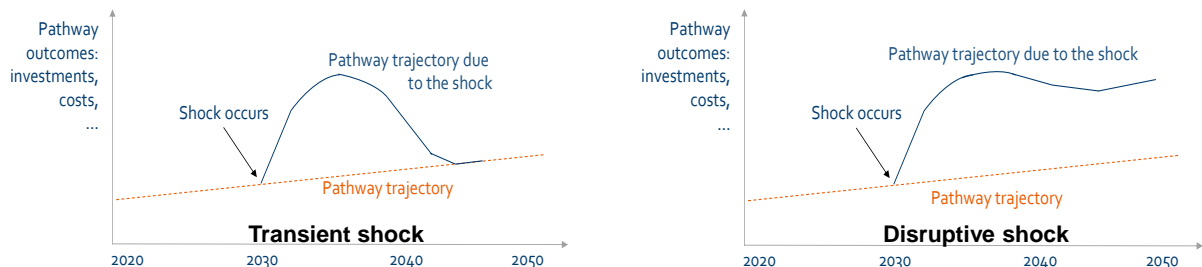 Pathway
outcomes:
investments,
costs,
...
Pathway trajectory due
to the shock
Shock occurs
Pathway trajectory
Transient shock
2020 2030 2040 2050
Pathway
outcomes:
investments,
costs,
...
Pathway trajectory due to the shock
Shock occurs
Pathway trajectory
Disruptive shock
2020 2030 2040 2050